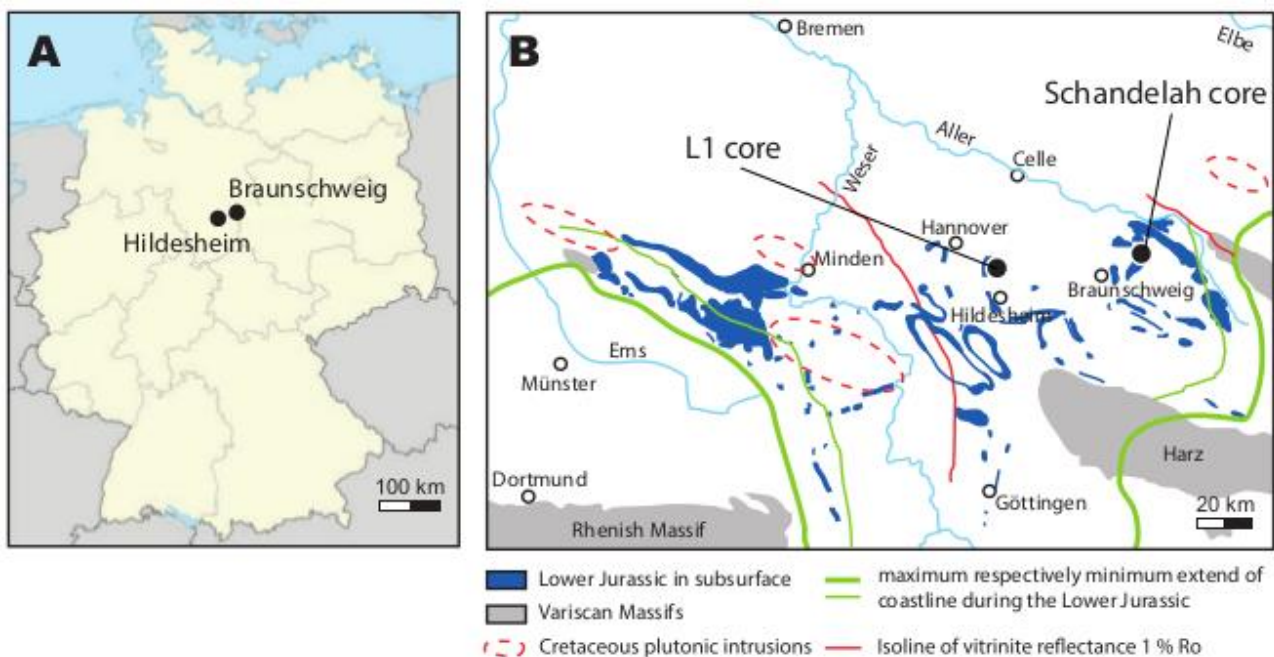 A
Braunschweig
Hildesheim
100 km
B
Bremen
Elbe
Schandelah core
L1 core
Weser
Aller
Celle
Hannover
Minden
Braunschweig
Hildesheim
Ems
Münster
Dortmund
Rhenish Massif
Göttingen
Harz
20 km
Lower Jurassic in subsurface
Variscan Massifs
Cretaceous plutonic intrusions
maximum respectively minimum extend of
coastline during the Lower Jurassic
Isoline of vitrinite reflectance 1 % Ro